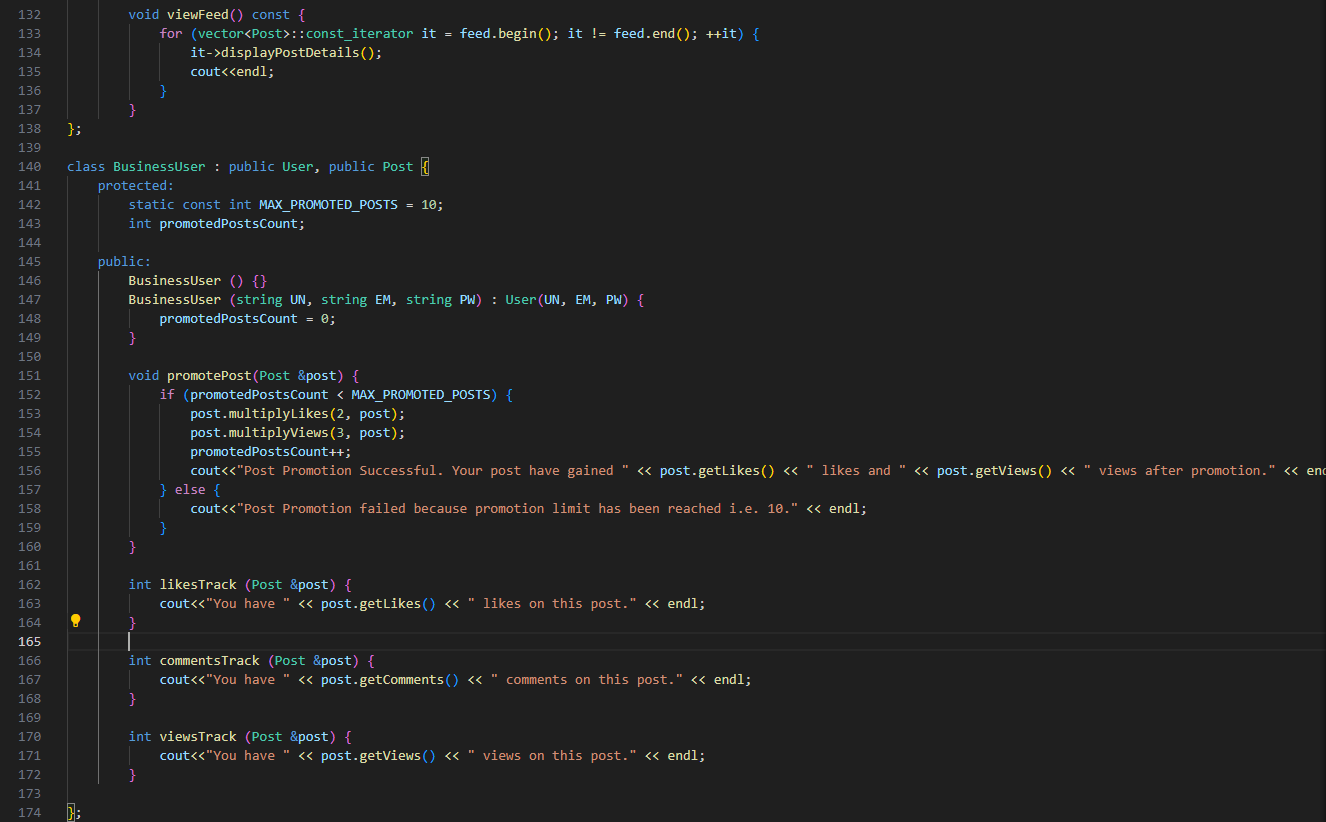 132 void viewFeed() const {
133 for (vector<Post>::const_iterator it = feed.begin(); it != feed.end(); ++it) {
134 it->displayPostDetails();
135 cout<<endl;
136 }
137 }
138 };
139
140 class BusinessUser : public User, public Post {
141 protected:
142 static const int MAX_PROMOTED_POSTS = 10;
143 int promotedPostsCount;
144
145 public:
146 BusinessUser () {}
147 BusinessUser (string UN, string EM, string PW) : User(UN, EM, PW) {
148 promotedPostsCount = 0;
149 }
150
151 void promotePost(Post &post) {
152 if (promotedPostsCount < MAX_PROMOTED_POSTS) {
153 post.multiplyLikes(2, post);
154 post.multiplyViews(3, post);
155 promotedPostsCount++;
156 cout<<"Post Promotion Successful. Your post have gained " << post.getLikes() << " likes and " << post.getViews() << " views after promotion." <<
157 } else {
158 cout<<"Post Promotion failed because promotion limit has been reached i.e. 10." << endl;
159 }
160 }
161
162 int likesTrack (Post &post) {
163 cout<<"You have " << post.getLikes() << " likes on this post." << endl;
164 }
165
166 int commentsTrack (Post &post) {
167 cout<<"You have " << post.getComments() << " comments on this post." << endl;
168 }
169
170 int viewsTrack (Post &post) {
171 cout<<"You have " << post.getViews() << " views on this post." << endl;
172 }
173
174 };